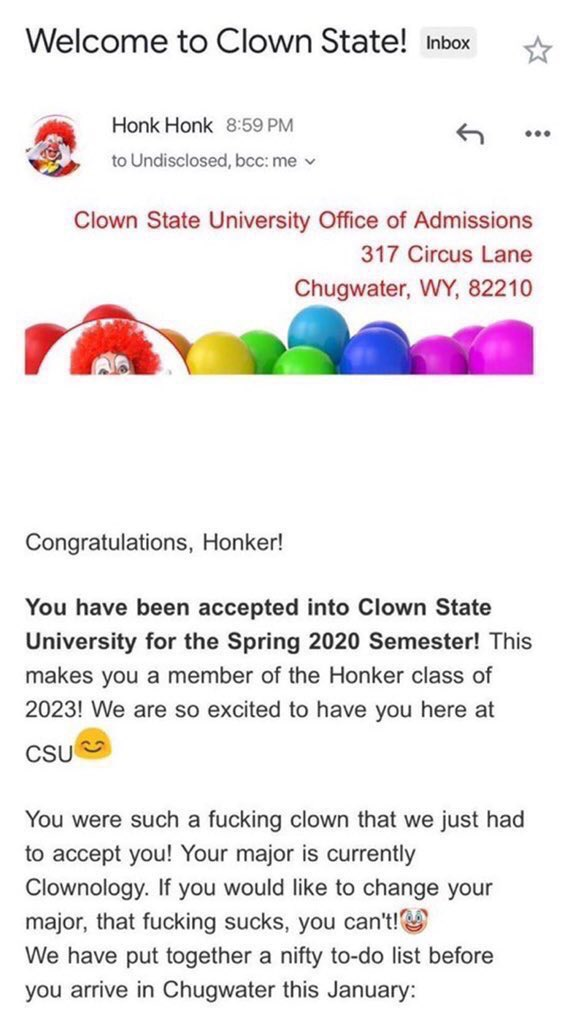 Welcome to Clown State! Inbox
Honk Honk 8:59 PM
to Undisclosed, bcc: me
Clown State University Office of Admissions
317 Circus Lane
Chugwater, WY, 82210
Congratulations, Honker!
You have been accepted into Clown State
University for the Spring 2020 Semester! This
makes you a member of the Honker class of
2023! We are so excited to have you here at
CSU😊
You were such a fucking clown that we just had
to accept you! Your major is currently
Clownology. If you would like to change your
major, that fucking sucks, you can't!🤡
We have put together a nifty to-do list before
you arrive in Chugwater this January: